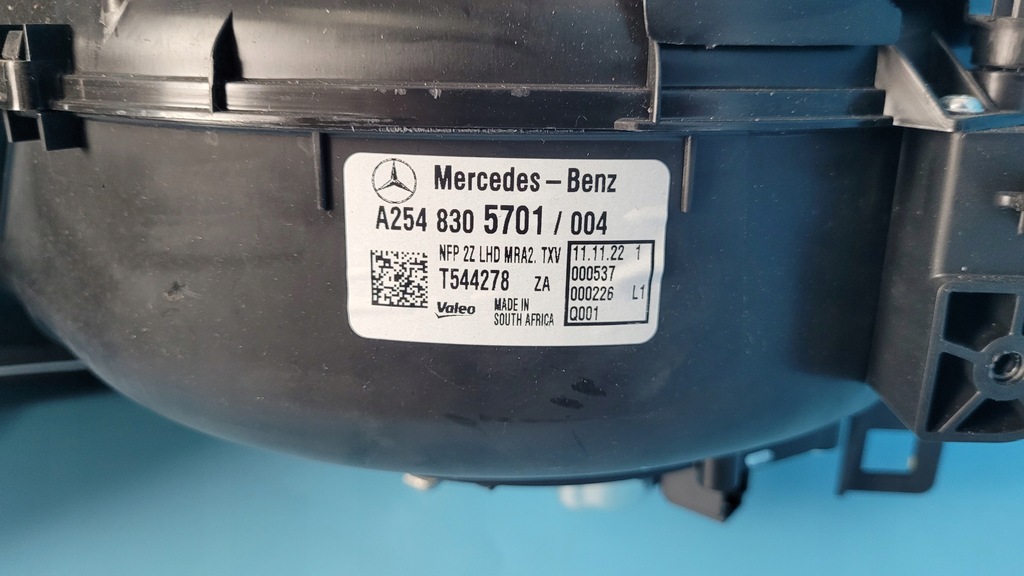 Mercedes-Benz
A254 830 5701 / 004
NFP 2Z LHD MRA2. TXV
T544278 ZA
Valeo
MADE IN
SOUTH AFRICA
11.11.22 1
000537
000226 L1
Q001